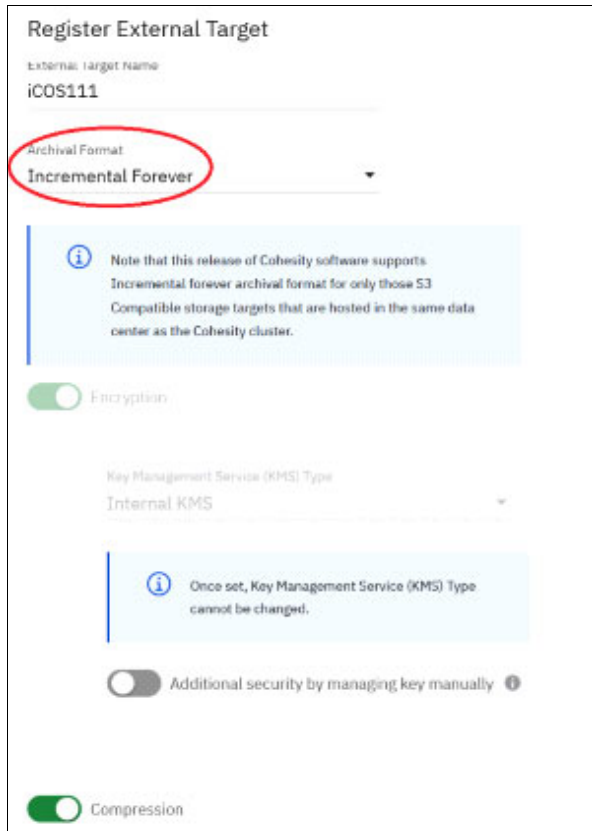 Register External Target
External Target Name
iCOS111
Archival Format
Incremental Forever
Note that this release of Cohesity software supports
Incremental forever archival format for only those S3
Compatible storage targets that are hosted in the same data
center as the Cohesity cluster.
Encryption
Key Management Service (KMS) Type
Internal KMS
Once set, Key Management Service (KMS) Type
cannot be changed.
Additional security by managing key manually
Compression